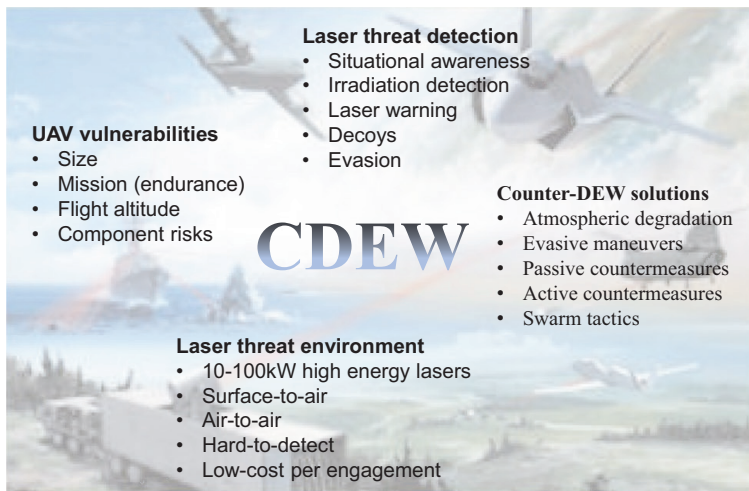 Laser threat detection
• Situational awareness
• Irradiation detection
• Laser warning
• Decoys
• Evasion
UAV vulnerabilities
• Size
• Mission (endurance)
• Flight altitude
• Component risks
CDEW
Counter-DEW solutions
• Atmospheric degradation
• Evasive maneuvers
• Passive countermeasures
• Active countermeasures
• Swarm tactics
Laser threat environment
• 10-100kW high energy lasers
• Surface-to-air
• Air-to-air
• Hard-to-detect
• Low-cost per engagement